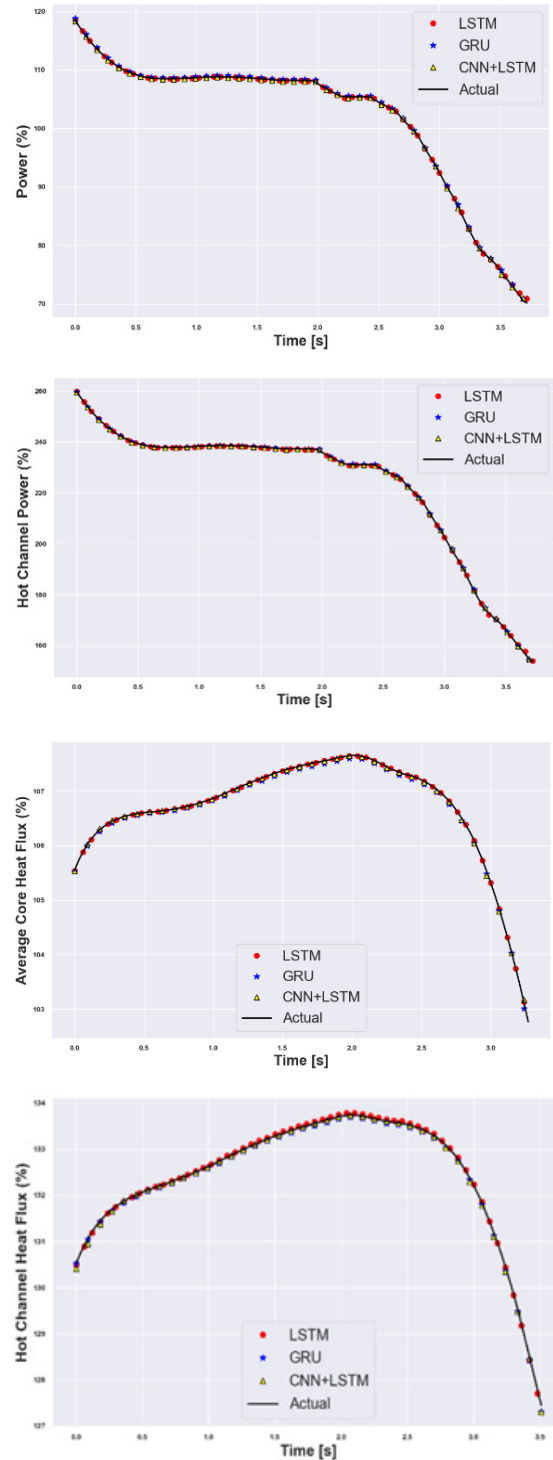 120
110
100
90
80
70
Power (%)
LSTM
GRU
CNN+LSTM
Actual
0.0 0.5 1.0 1.5 2.0 2.5 3.0 3.5
Time [s]
260
240
220
200
180
160
Hot Channel Power (%)
LSTM
GRU
CNN+LSTM
Actual
0.0 0.5 1.0 1.5 2.0 2.5 3.0 3.5
Time [s]
107
106
105
104
103
Average Core Heat Flux (%)
LSTM
GRU
CNN+LSTM
Actual
0.0 0.5 1.0 1.5 2.0 2.5 3.0
Time [s]
134
133
132
131
130
129
128
127
Hot Channel Heat Flux (%)
LSTM
GRU
CNN+LSTM
Actual
0.0 0.5 1.0 1.5 2.0 2.5 3.0 3.5
Time [s]